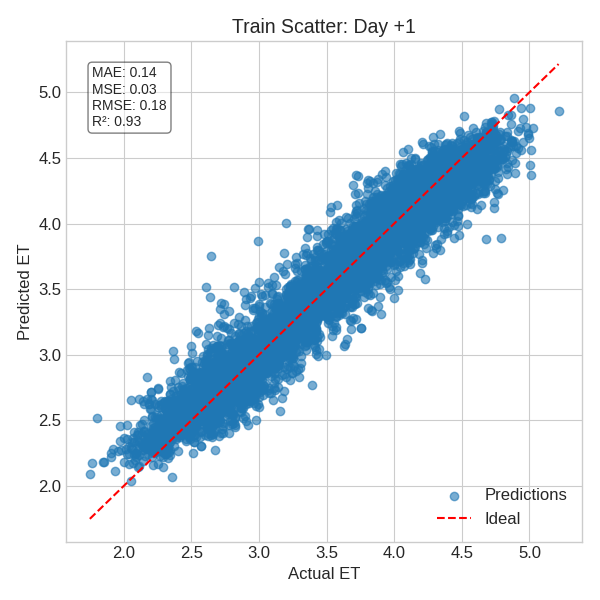 Train Scatter: Day +1
MAE: 0.14
MSE: 0.03
RMSE: 0.18
R²: 0.93
Predicted ET
5.0
4.5
4.0
3.5
3.0
2.5
2.0
Predictions
Ideal
2.0 2.5 3.0 3.5 4.0 4.5 5.0
Actual ET